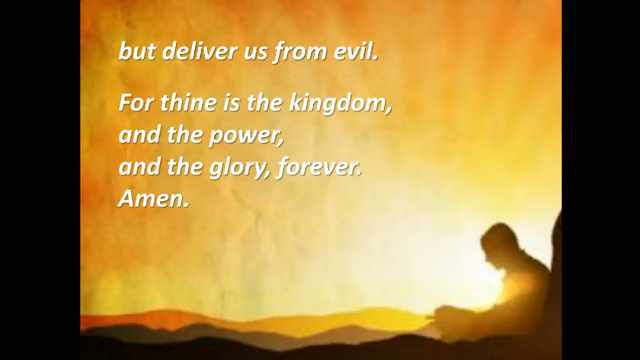 but deliver us from evil.
For thine is the kingdom,
and the power,
and the glory, forever.
Amen.